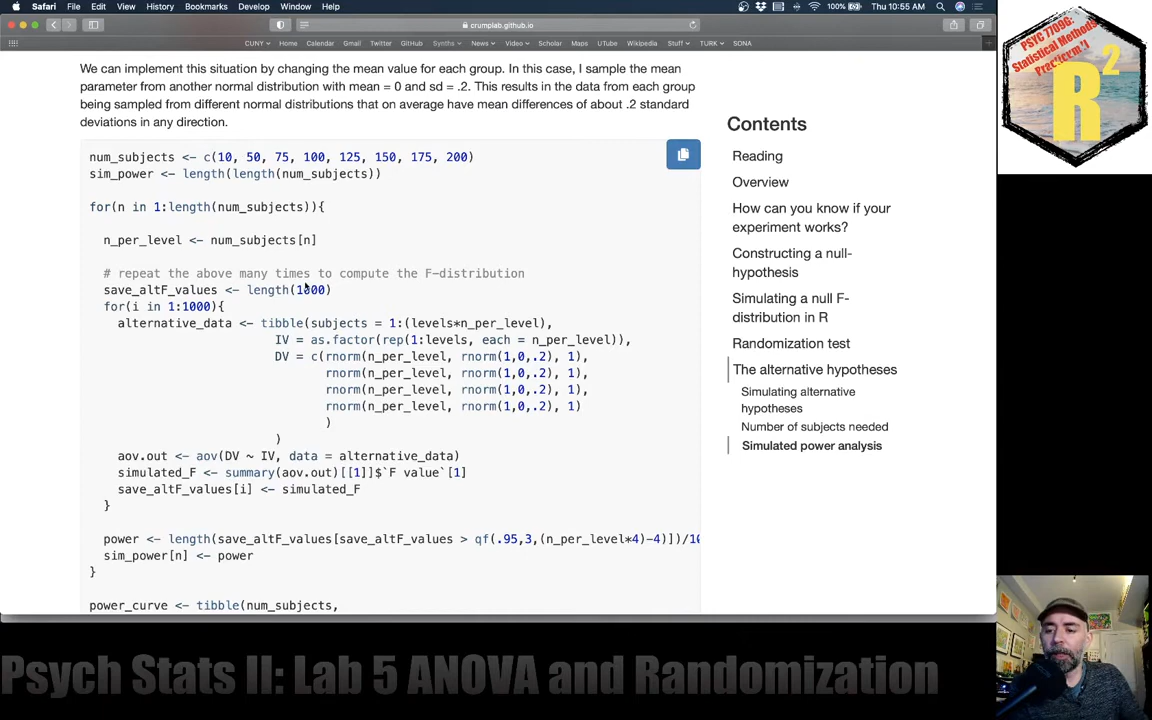 Safari File Edit View History Bookmarks Develop Window Help 100% Thu 10:55 AM
crumplab.github.io
CUNY Home Calendar Gmail Twitter GitHub Synths News Video Scholar Maps UTube Wikipedia Stuff TURK SONA
We can implement this situation by changing the mean value for each group. In this case, I sample the mean
parameter from another normal distribution with mean = 0 and sd = .2. This results in the data from each group
being sampled from different normal distributions that on average have mean differences of about .2 standard
deviations in any direction.
num_subjects <- c(10, 50, 75, 100, 125, 150, 175, 200)
sim_power <- length(length(num_subjects))
for(n in 1:length(num_subjects)){
n_per_level <- num_subjects[n]
# repeat the above many times to compute the F-distribution
save_altF_values <- length(1000)
for(i in 1:1000){
alternative_data <- tibble(subjects = 1:(levels*n_per_level),
IV = as.factor(rep(1:levels, each = n_per_level)),
DV = c(rnorm(n_per_level, rnorm(1,0,.2), 1),
rnorm(n_per_level, rnorm(1,0,.2), 1),
rnorm(n_per_level, rnorm(1,0,.2), 1),
rnorm(n_per_level, rnorm(1,0,.2), 1)
)
)
aov.out <- aov(DV ~ IV, data = alternative_data)
simulated_F <- summary(aov.out)[[1]]$`F value`[1]
save_altF_values[i] <- simulated_F
}
power <- length(save_altF_values[save_altF_values > qf(.95,3,(n_per_level*4)-4)])/10
sim_power[n] <- power
}
power_curve <- tibble(num_subjects,
Contents
Reading
Overview
How can you know if your
experiment works?
Constructing a null-
hypothesis
Simulating a null F-
distribution in R
Randomization test
The alternative hypotheses
Simulating alternative
hypotheses
Number of subjects needed
Simulated power analysis
PSYC 7709G:
Statistical Methods
Practicum I
R2
Psych Stats II: Lab 5 ANOVA and Randomization